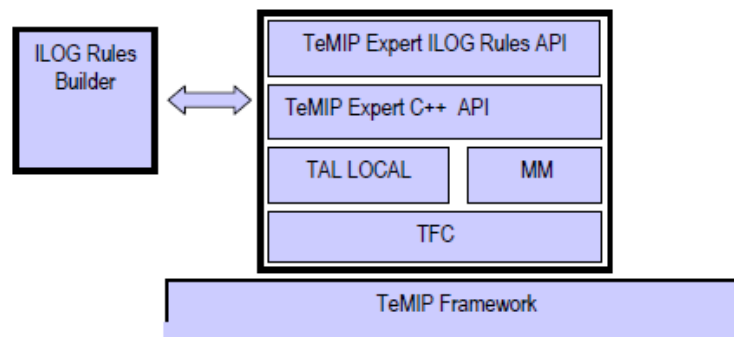 ILOG Rules
Builder
TeMIP Expert ILOG Rules API
TeMIP Expert C++ API
TAL LOCAL
MM
TFC
TeMIP Framework